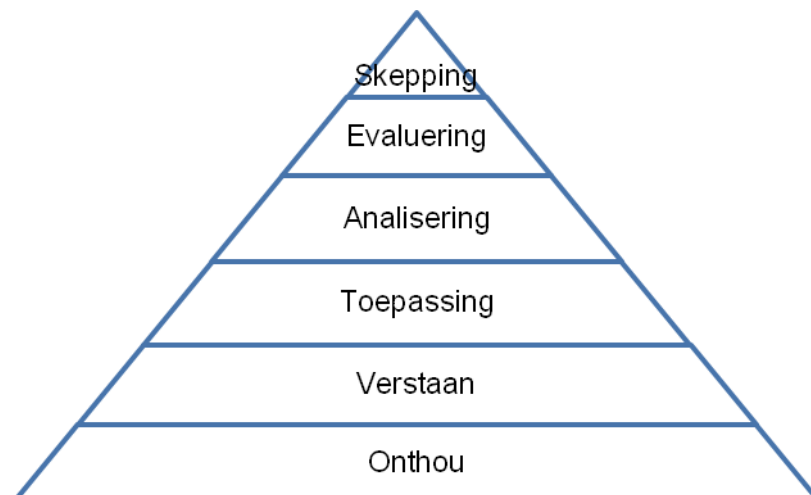 Skepping
Evaluering
Analisering
Toepassing
Verstaan
Onthou